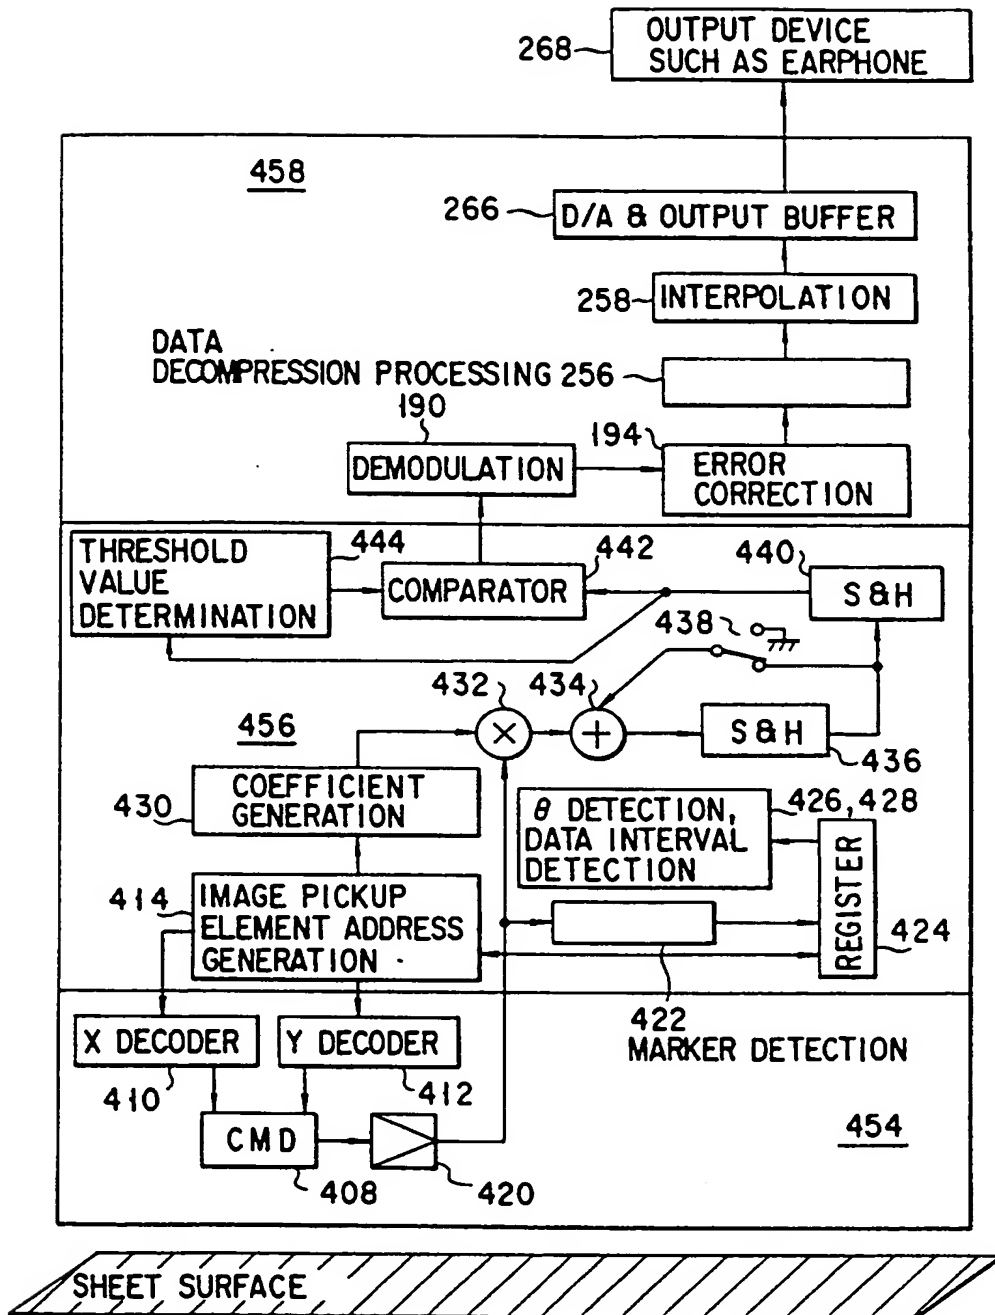 OUTPUT DEVICE
SUCH AS EARPHONE
268
458
266
D/A & OUTPUT BUFFER
258
INTERPOLATION
DATA
DECOMPRESSION PROCESSING 256
190
194
DEMODULATION
ERROR
CORRECTION
THRESHOLD
VALUE
DETERMINATION
444
442
440
COMPARATOR
S&H
438
432
434
×
+
S&H
436
456
430
COEFFICIENT
GENERATION
θ DETECTION,
DATA INTERVAL
DETECTION
426,428
REGISTER
424
414
IMAGE PICKUP
ELEMENT ADDRESS
GENERATION
422
MARKER DETECTION
X DECODER
Y DECODER
410
412
CMD
408
420
454
SHEET SURFACE